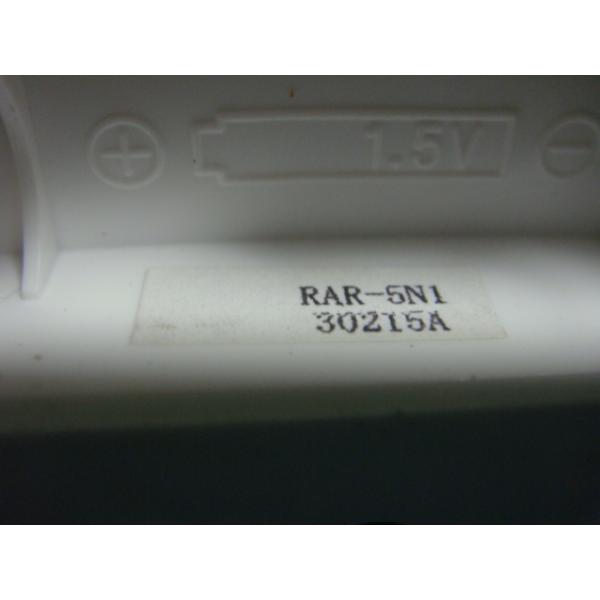 + 1.5V -
RAR-5N1
30215A